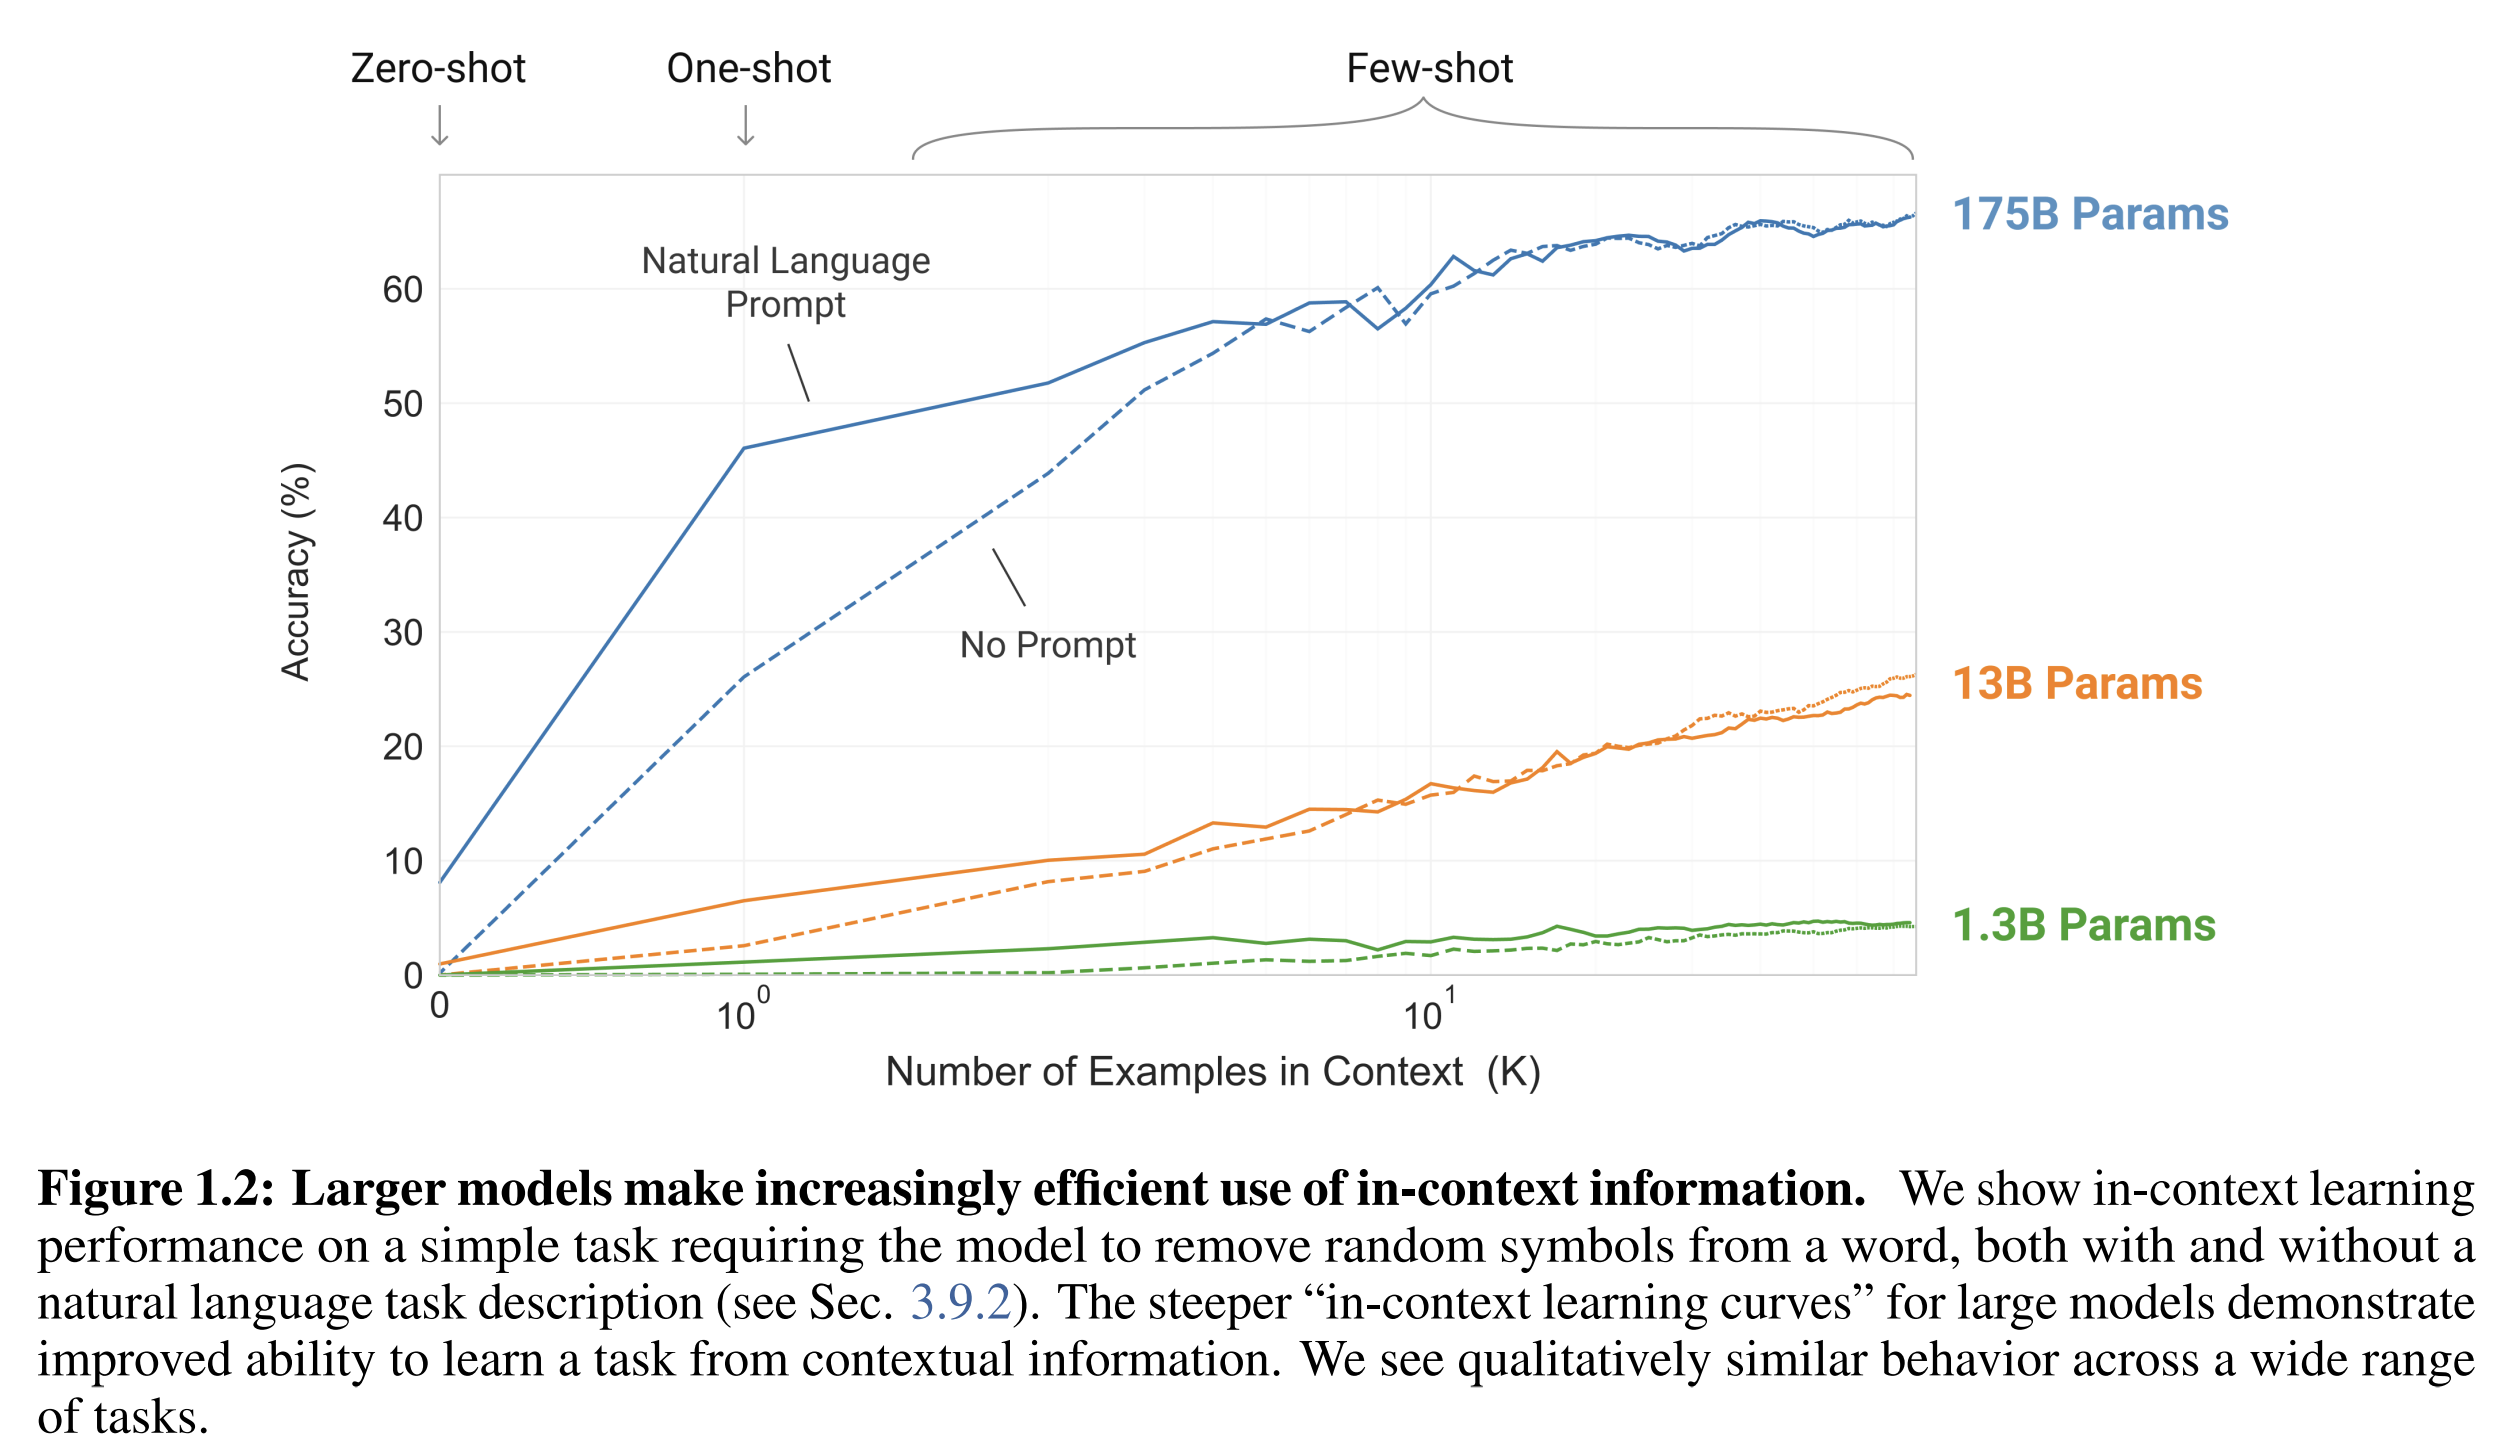 Zero-shot
One-shot
Few-shot
175B Params
Natural Language
Prompt
60
50
40
30
20
10
0
Accuracy (%)
No Prompt
13B Params
1.3B Params
0
10⁰
10¹
Number of Examples in Context (K)
Figure 1.2: Larger models make increasingly efficient use of in-context information. We show in-context learning
performance on a simple task requiring the model to remove random symbols from a word, both with and without a
natural language task description (see Sec. 3.9.2). The steeper “in-context learning curves” for large models demonstrate
improved ability to learn a task from contextual information. We see qualitatively similar behavior across a wide range
of tasks.